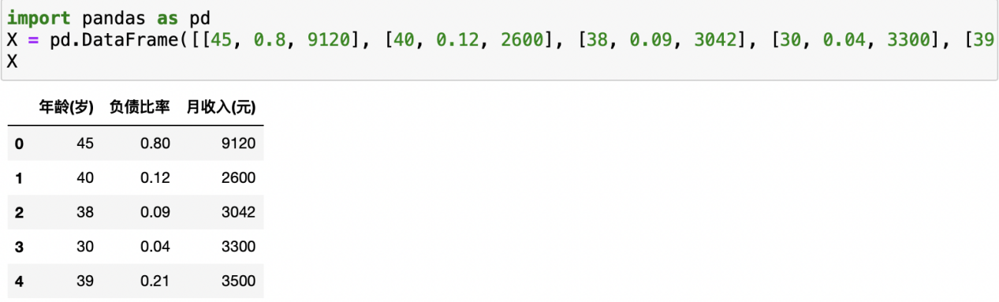 import pandas as pd
X = pd.DataFrame([[45, 0.8, 9120], [40, 0.12, 2600], [38, 0.09, 3042], [30, 0.04, 3300], [39
X
年龄(岁) 负债比率 月收入(元)
0 45 0.80 9120
1 40 0.12 2600
2 38 0.09 3042
3 30 0.04 3300
4 39 0.21 3500